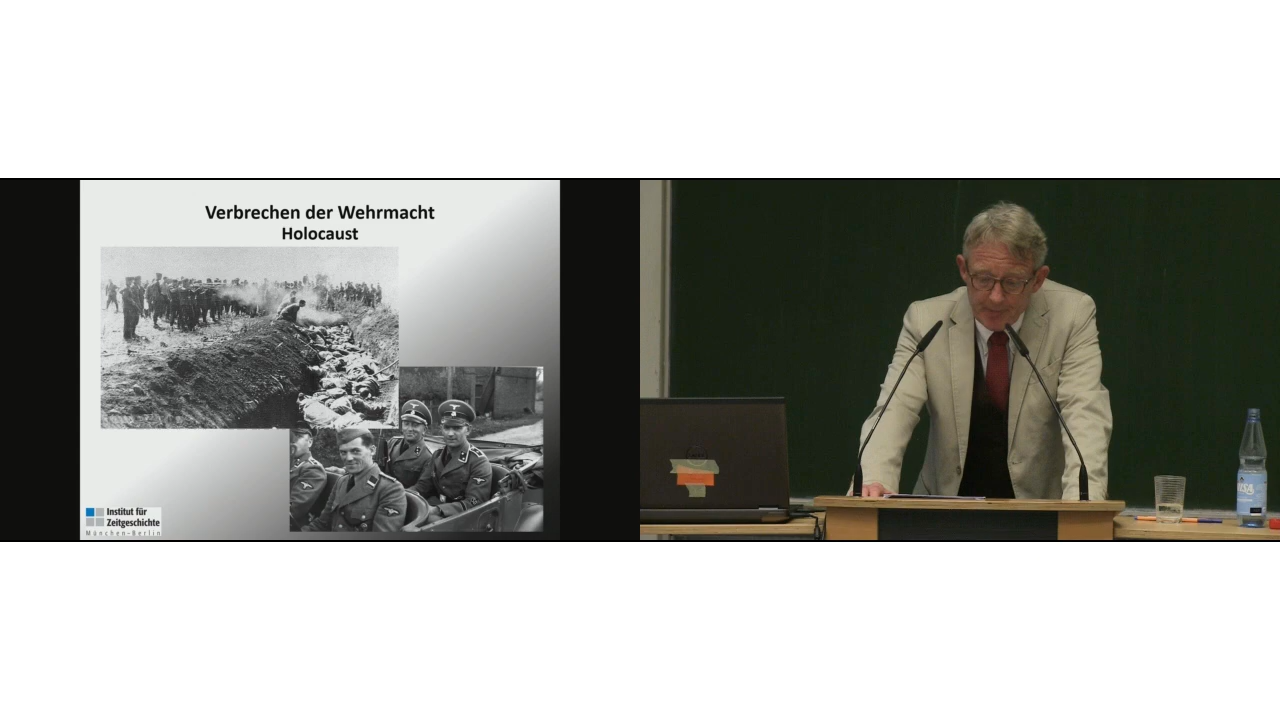 Verbrechen der Wehrmacht
Holocaust
Institut für
Zeitgeschichte
München-Berlin